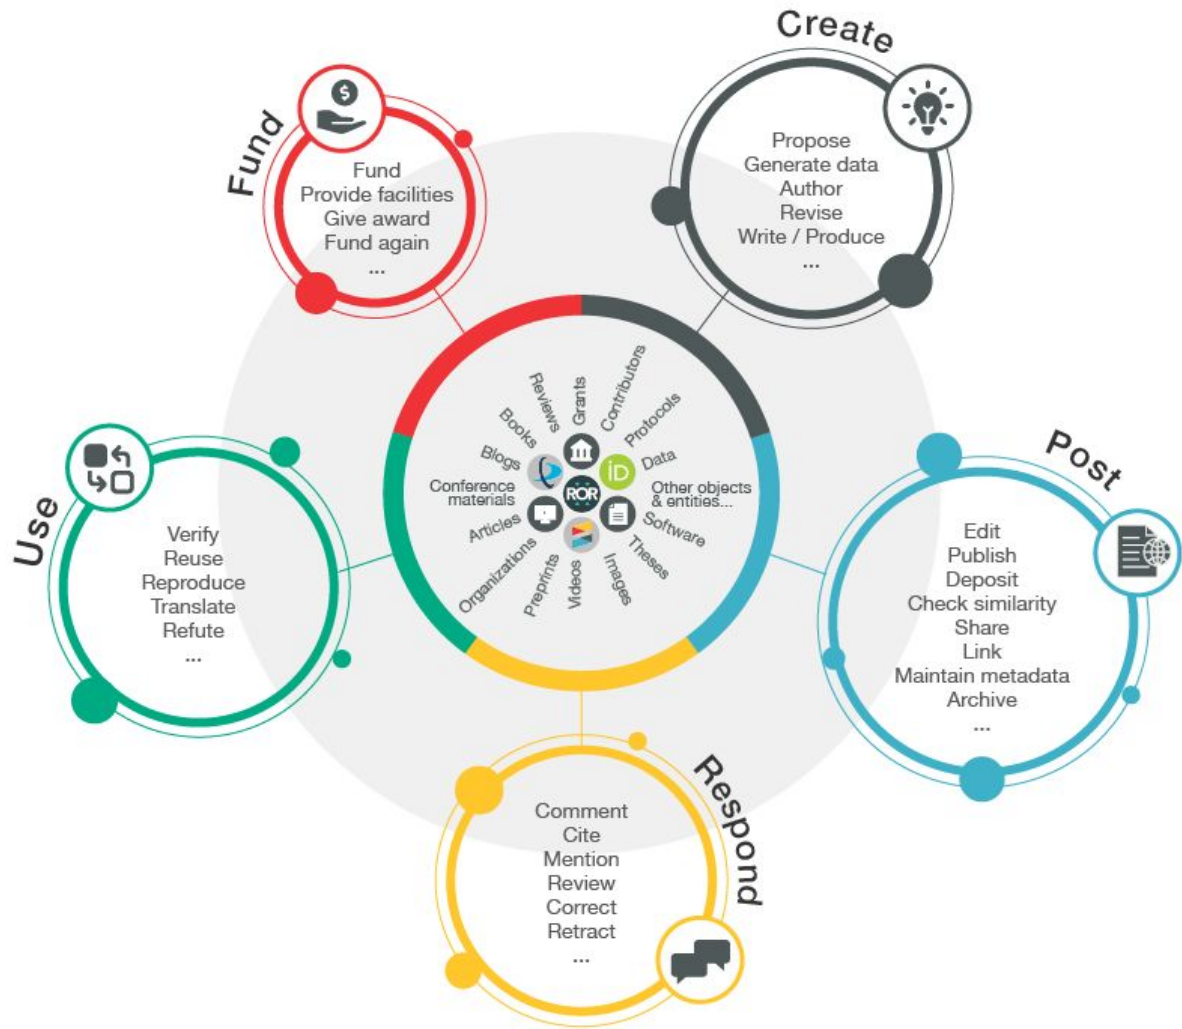 Create
Fund
Fund
Provide facilities
Give award
Fund again
...
Propose
Generate data
Author
Revise
Write / Produce
...
Grants
Contributors
Protocols
Data
Other objects
& entities...
Software
Theses
Images
Videos
Preprints
Organizations
Articles
Conference
materials
Blogs
Books
Reviews
iD
ROR
Use
Verify
Reuse
Reproduce
Translate
Refute
...
Post
Edit
Publish
Deposit
Check similarity
Share
Link
Maintain metadata
Archive
...
Respond
Comment
Cite
Mention
Review
Correct
Retract
...